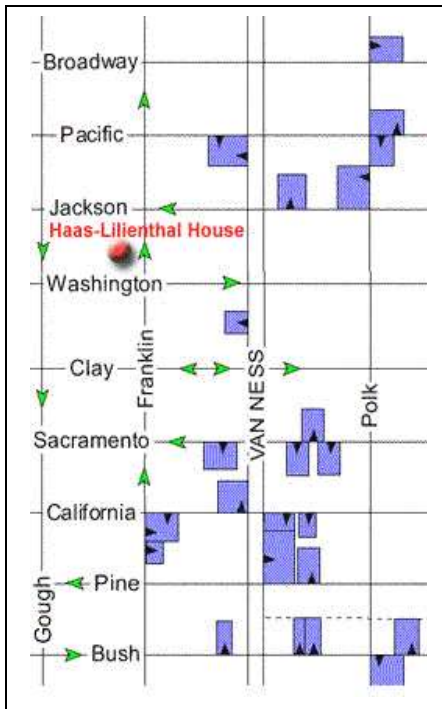 Broadway
Pacific
Jackson
Haas-Lilienthal House
Washington
Clay
Franklin
VAN NESS
Polk
Sacramento
California
Gough
Pine
Bush